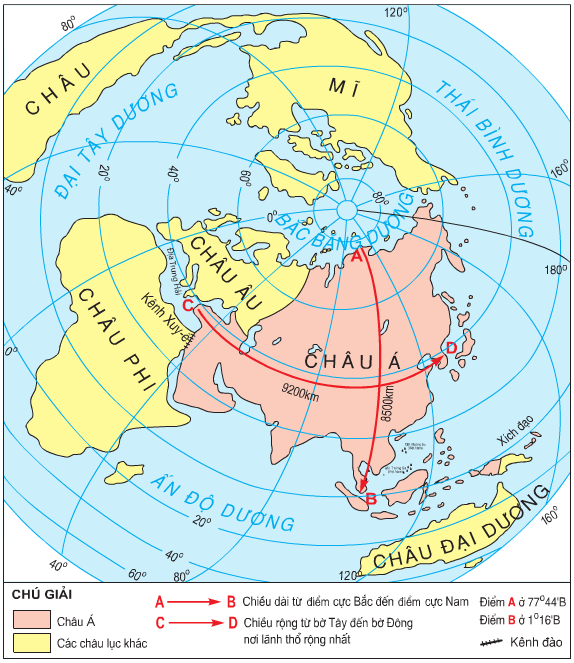 80°
120°
CHÂU
MĨ
ĐẠI TÂY DƯƠNG
THÁI BÌNH DƯƠNG
40°
20°
40°
60°
80°
160°
0°
BẮC BĂNG DƯƠNG
180°
Địa Trung Hải
CHÂU ÂU
A
Kênh Xuy-ê
C
CHÂU PHI
0°
CHÂU Á
D
9200km
8500km
Xích đạo
B
ẤN ĐỘ DƯƠNG
20°
CHÂU ĐẠI DƯƠNG
160°
40°
40°
60°
80°
120°
CHÚ GIẢI
Châu Á
Các châu lục khác
A B Chiều dài từ điểm cực Bắc đến điểm cực Nam
C D Chiều rộng từ bờ Tây đến bờ Đông
nơi lãnh thổ rộng nhất
Điểm A ở 77°44'B
Điểm B ở 1°16'B
Kênh đào